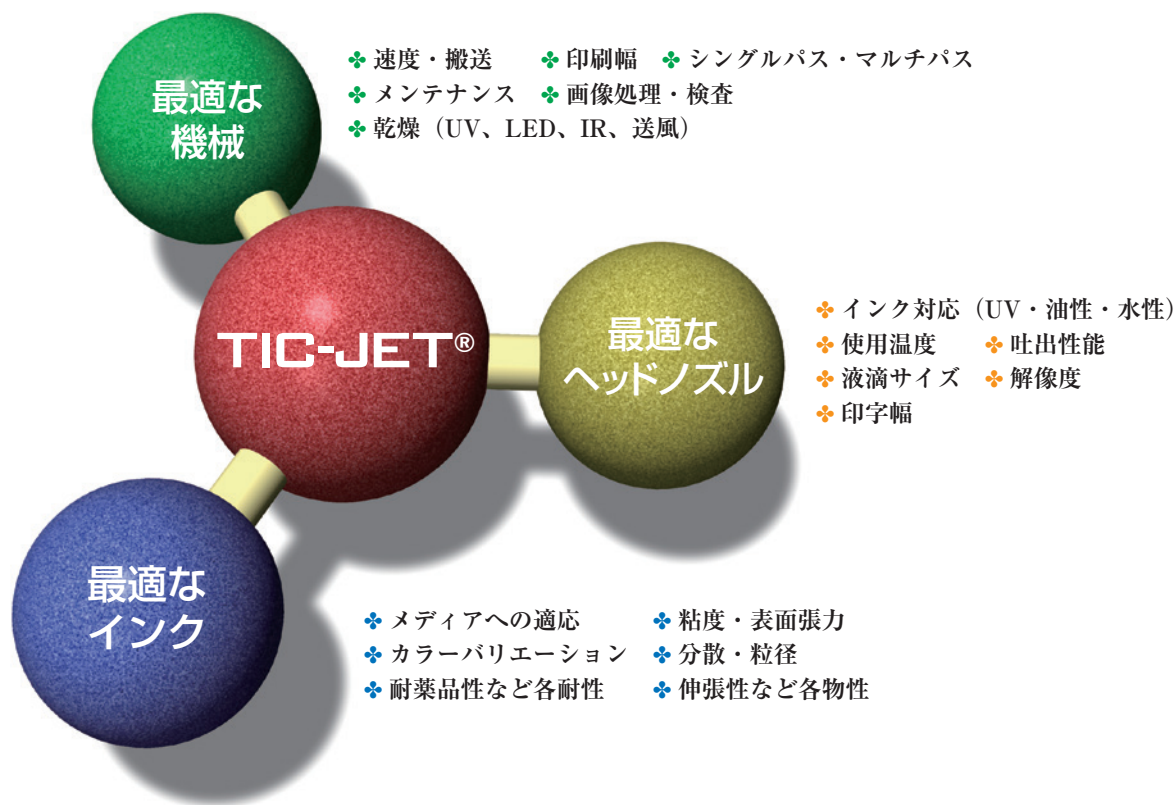 最適な
機械
✤ 速度・搬送 ✤ 印刷幅 ✤ シングルパス・マルチパス
✤ メンテナンス ✤ 画像処理・検査
✤ 乾燥（UV、LED、IR、送風）
TIC-JET®
最適な
ヘッドノズル
✤ インク対応（UV・油性・水性）
✤ 使用温度 ✤ 吐出性能
✤ 液滴サイズ ✤ 解像度
✤ 印字幅
最適な
インク
✤ メディアへの適応 ✤ 粘度・表面張力
✤ カラーバリエーション ✤ 分散・粒径
✤ 耐薬品性など各耐性 ✤ 伸張性など各物性